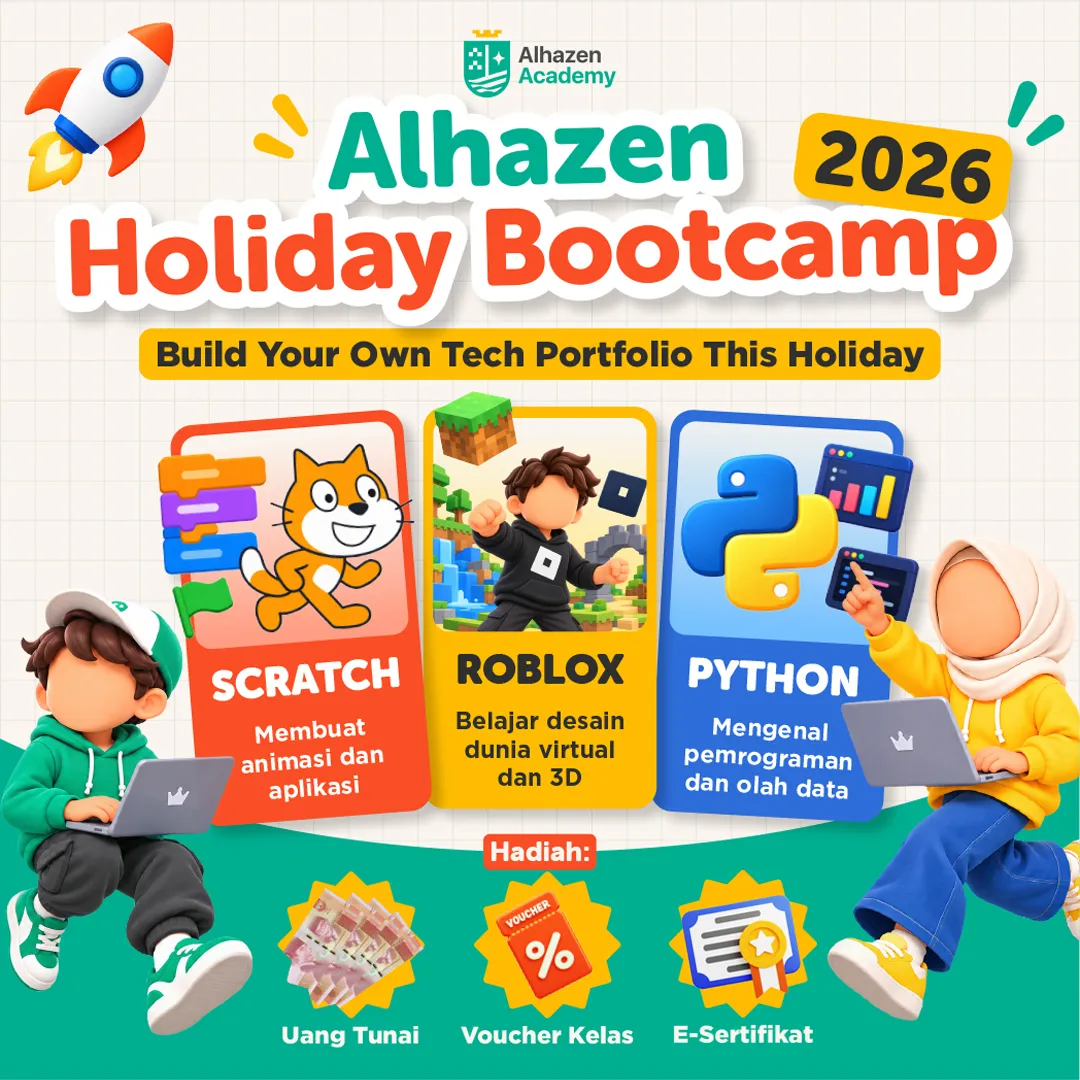 Alhazen
Academy
Alhazen
2026
Holiday Bootcamp
Build Your Own Tech Portfolio This Holiday
SCRATCH
Membuat
animasi dan
aplikasi
ROBLOX
Belajar desain
dunia virtual
dan 3D
PYTHON
Mengenal
pemrograman
dan olah data
Hadiah:
VOUCHER
%
Uang Tunai
Voucher Kelas
E-Sertifikat